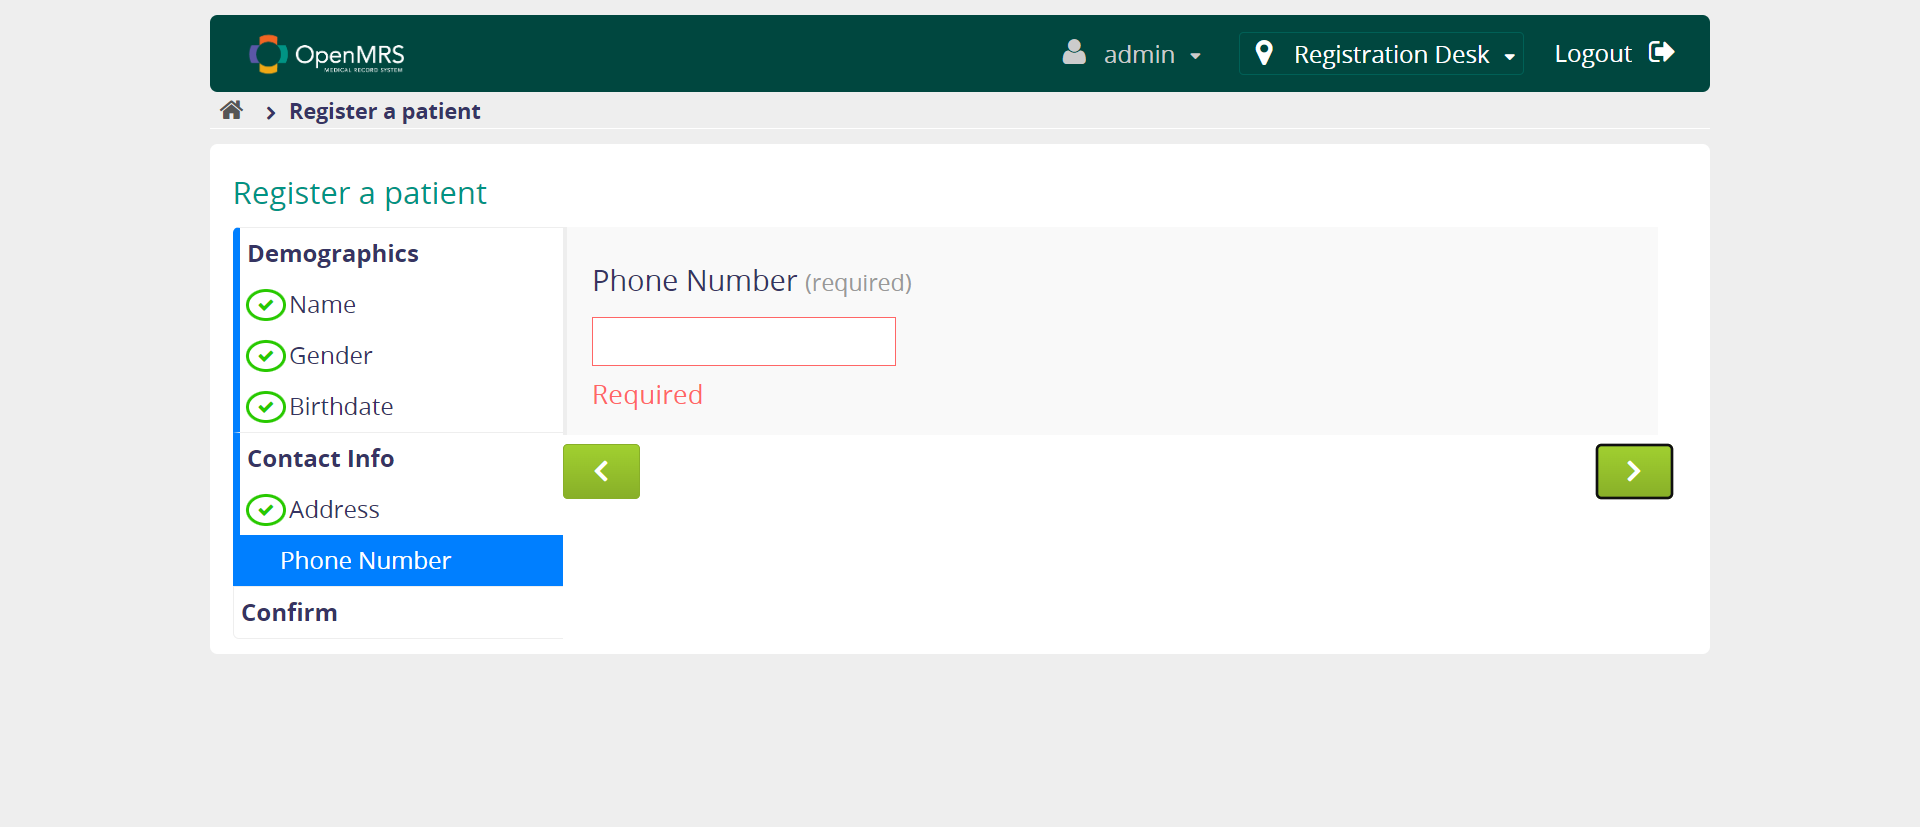 OpenMRS
MEDICAL RECORD SYSTEM
admin
Registration Desk
Logout
Register a patient
Register a patient
Demographics
Name
Gender
Birthdate
Contact Info
Address
Phone Number
Confirm
Phone Number (required)
Required